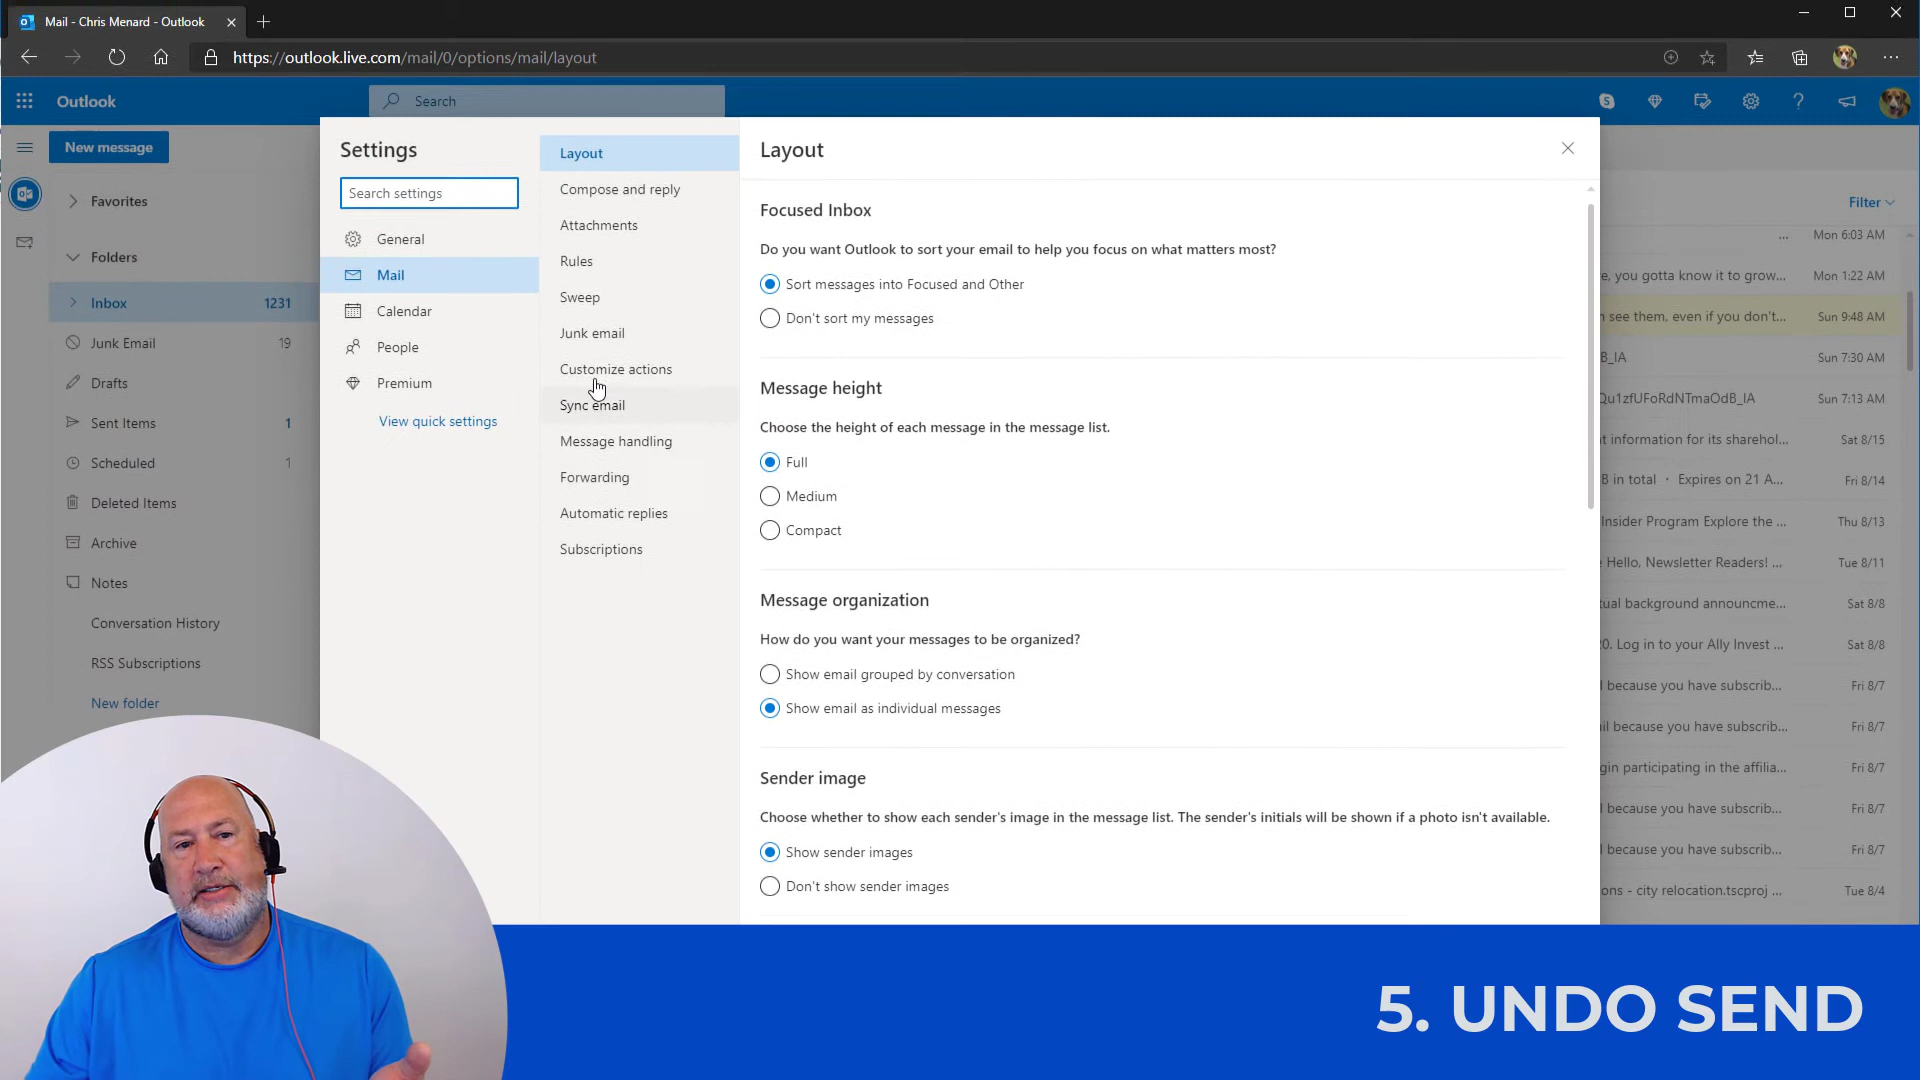 Mail - Chris Menard - Outlook
https://outlook.live.com/mail/0/options/mail/layout
Outlook
Search
New message
Favorites
Folders
Inbox 1231
Junk Email 19
Drafts
Sent Items 1
Scheduled 1
Deleted Items
Archive
Notes
Conversation History
RSS Subscriptions
New folder
Settings
Search settings
General
Mail
Calendar
People
Premium
View quick settings
Layout
Compose and reply
Attachments
Rules
Sweep
Junk email
Customize actions
Sync email
Message handling
Forwarding
Automatic replies
Subscriptions
Layout
Focused Inbox
Do you want Outlook to sort your email to help you focus on what matters most?
Sort messages into Focused and Other
Don't sort my messages
Message height
Choose the height of each message in the message list.
Full
Medium
Compact
Message organization
How do you want your messages to be organized?
Show email grouped by conversation
Show email as individual messages
Sender image
Choose whether to show each sender's image in the message list. The sender's initials will be shown if a photo isn't available.
Show sender images
Don't show sender images
Filter
... Mon 6:03 AM
e, you gotta know it to grow... Mon 1:22 AM
n see them, even if you don't... Sun 9:48 AM
B_IA Sun 7:30 AM
Qu1zfUFoRdNTmaOdB_IA Sun 7:13 AM
t information for its sharehol... Sat 8/15
B in total · Expires on 21 A... Fri 8/14
Insider Program Explore the ... Thu 8/13
e Hello, Newsletter Readers! ... Tue 8/11
tual background announcme... Sat 8/8
20. Log in to your Ally Invest ... Sat 8/8
l because you have subscrib... Fri 8/7
ail because you have subscrib... Fri 8/7
gin participating in the affilia... Fri 8/7
l because you have subscrib... Fri 8/7
l because you have subscrib... Fri 8/7
ons - city relocation.tscproj ... Tue 8/4
5. UNDO SEND